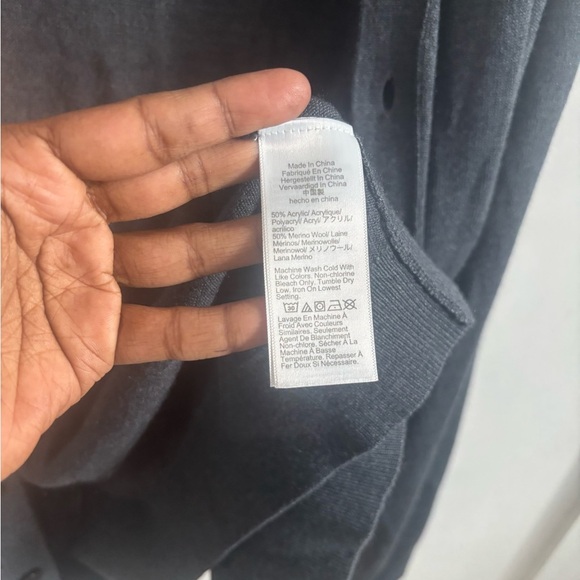 Made In China
Fabriqué En Chine
Hergestellt In China
Vervaardigd In China
中国製
hecho en china
50% Acrylic/ Acrylique/
Polyacryl/ Acryl/ アクリル/
acrílico
50% Merino Wool/ Laine
Mérinos/ Merinowolle/
Merinowol/ メリノウール/
Lana Merino
Machine Wash Cold With
Like Colors. Non-chlorine
Bleach Only. Tumble Dry
Low. Iron On Lowest
Setting.
30
Lavage En Machine À
Froid Avec Couleurs
Similaires, Seulement
Agent De Blanchiment
Non-chlore. Sécher À La
Machine À Basse
Température. Repasser À
Fer Doux Si Nécessaire.